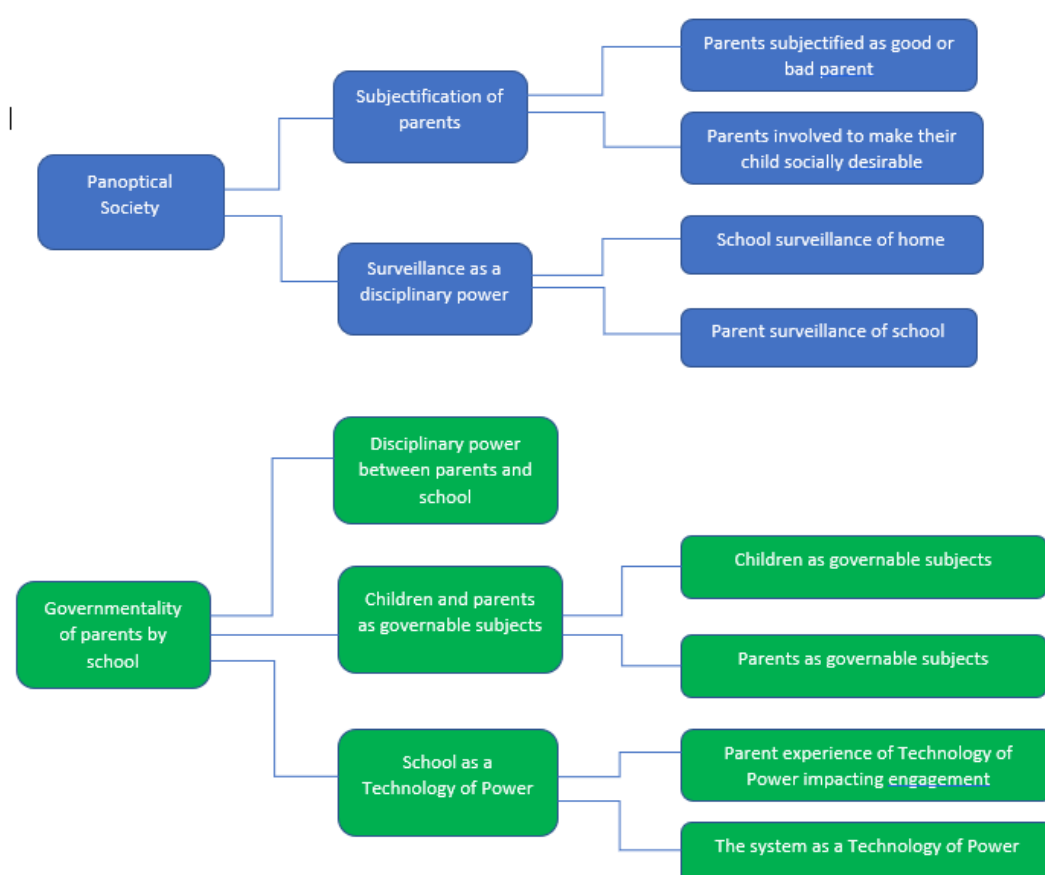 Panoptical
Society
Subjectification of
parents
Parents subjectified as good or
bad parent
Parents involved to make their
child socially desirable
Surveillance as a
disciplinary power
School surveillance of home
Parent surveillance of school
Governmentality
of parents by
school
Disciplinary power
between parents and
school
Children and parents
as governable subjects
Children as governable subjects
Parents as governable subjects
School as a
Technology of Power
Parent experience of Technology of
Power impacting engagement
The system as a Technology of Power